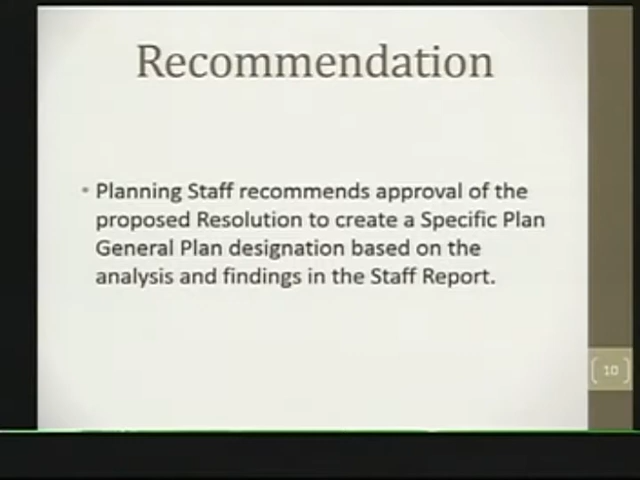 Recommendation
• Planning Staff recommends approval of the
proposed Resolution to create a Specific Plan
General Plan designation based on the
analysis and findings in the Staff Report.
10